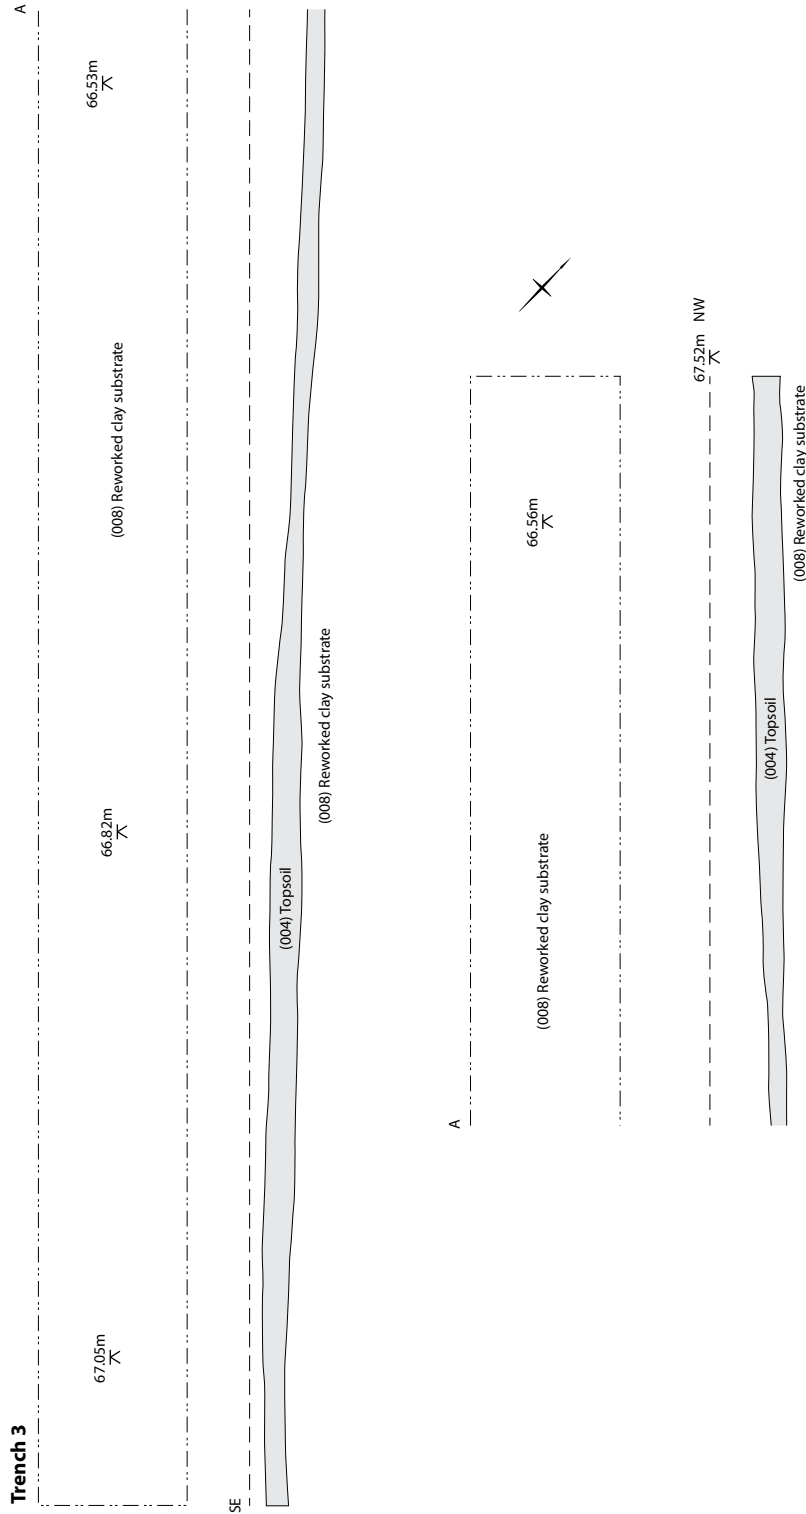 Trench 3
A
67.05m
66.82m
(008) Reworked clay substrate
66.53m
SE
(004) Topsoil
(008) Reworked clay substrate
A
(008) Reworked clay substrate
66.56m
67.52m NW
(004) Topsoil
(008) Reworked clay substrate